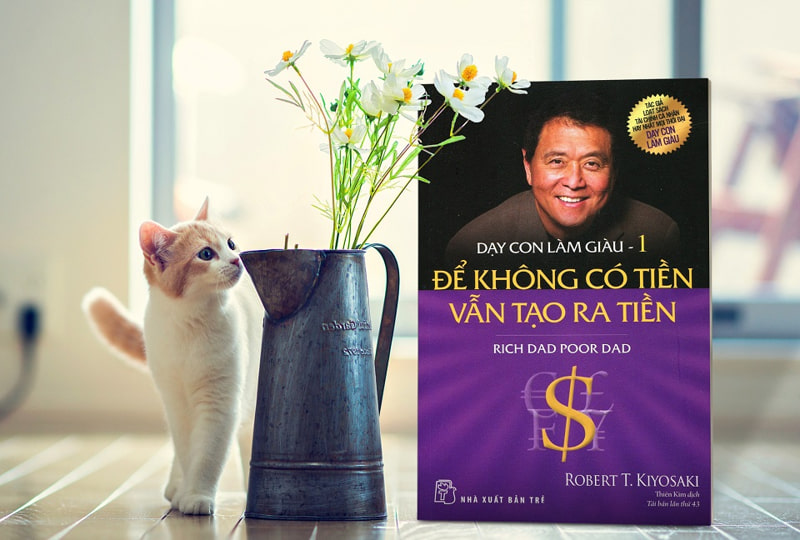 TÁC GIẢ
LOẠT SÁCH
TÀI CHÍNH CÁ NHÂN
HAY NHẤT MỌI THỜI ĐẠI
DẠY CON
LÀM GIÀU
DẠY CON LÀM GIÀU - 1
ĐỂ KHÔNG CÓ TIỀN
VẪN TẠO RA TIỀN
RICH DAD POOR DAD
$
ROBERT T. KIYOSAKI
Thiên Kim dịch
Tái bản lần thứ 43
NHÀ XUẤT BẢN TRẺ